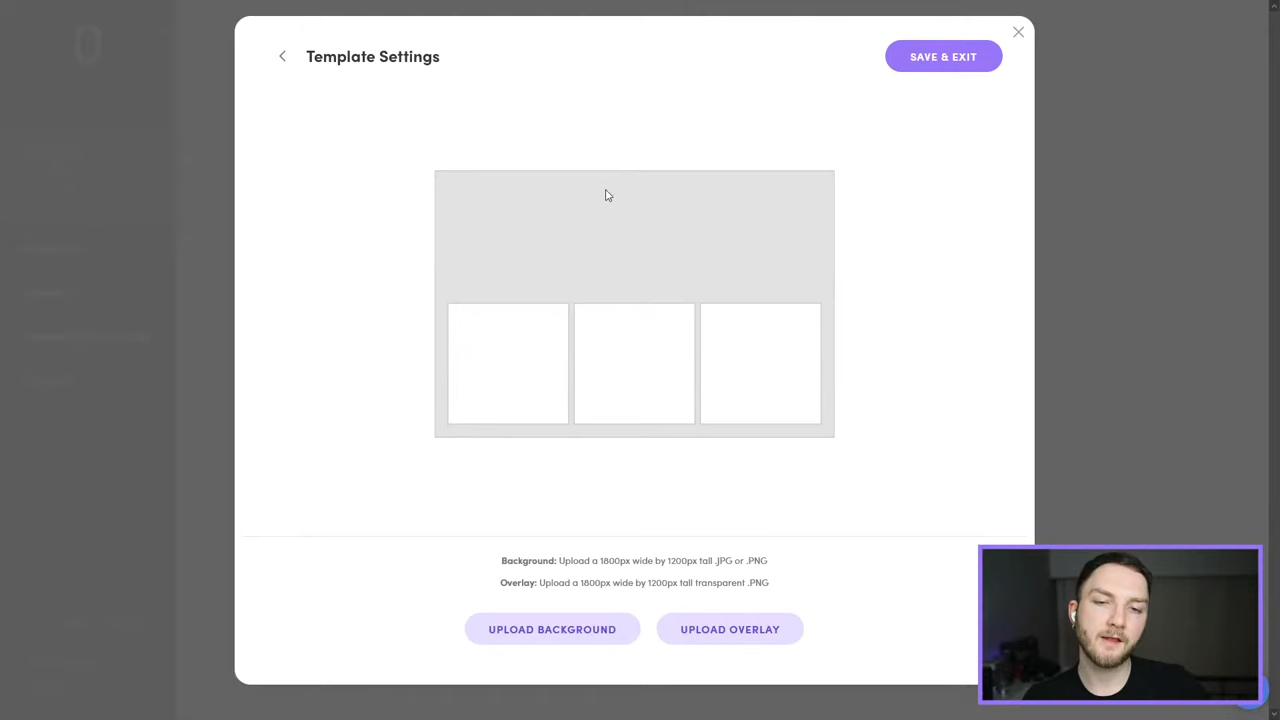 Template Settings
SAVE & EXIT
Background: Upload a 1800px wide by 1200px tall .JPG or .PNG
Overlay: Upload a 1800px wide by 1200px tall transparent .PNG
UPLOAD BACKGROUND
UPLOAD OVERLAY